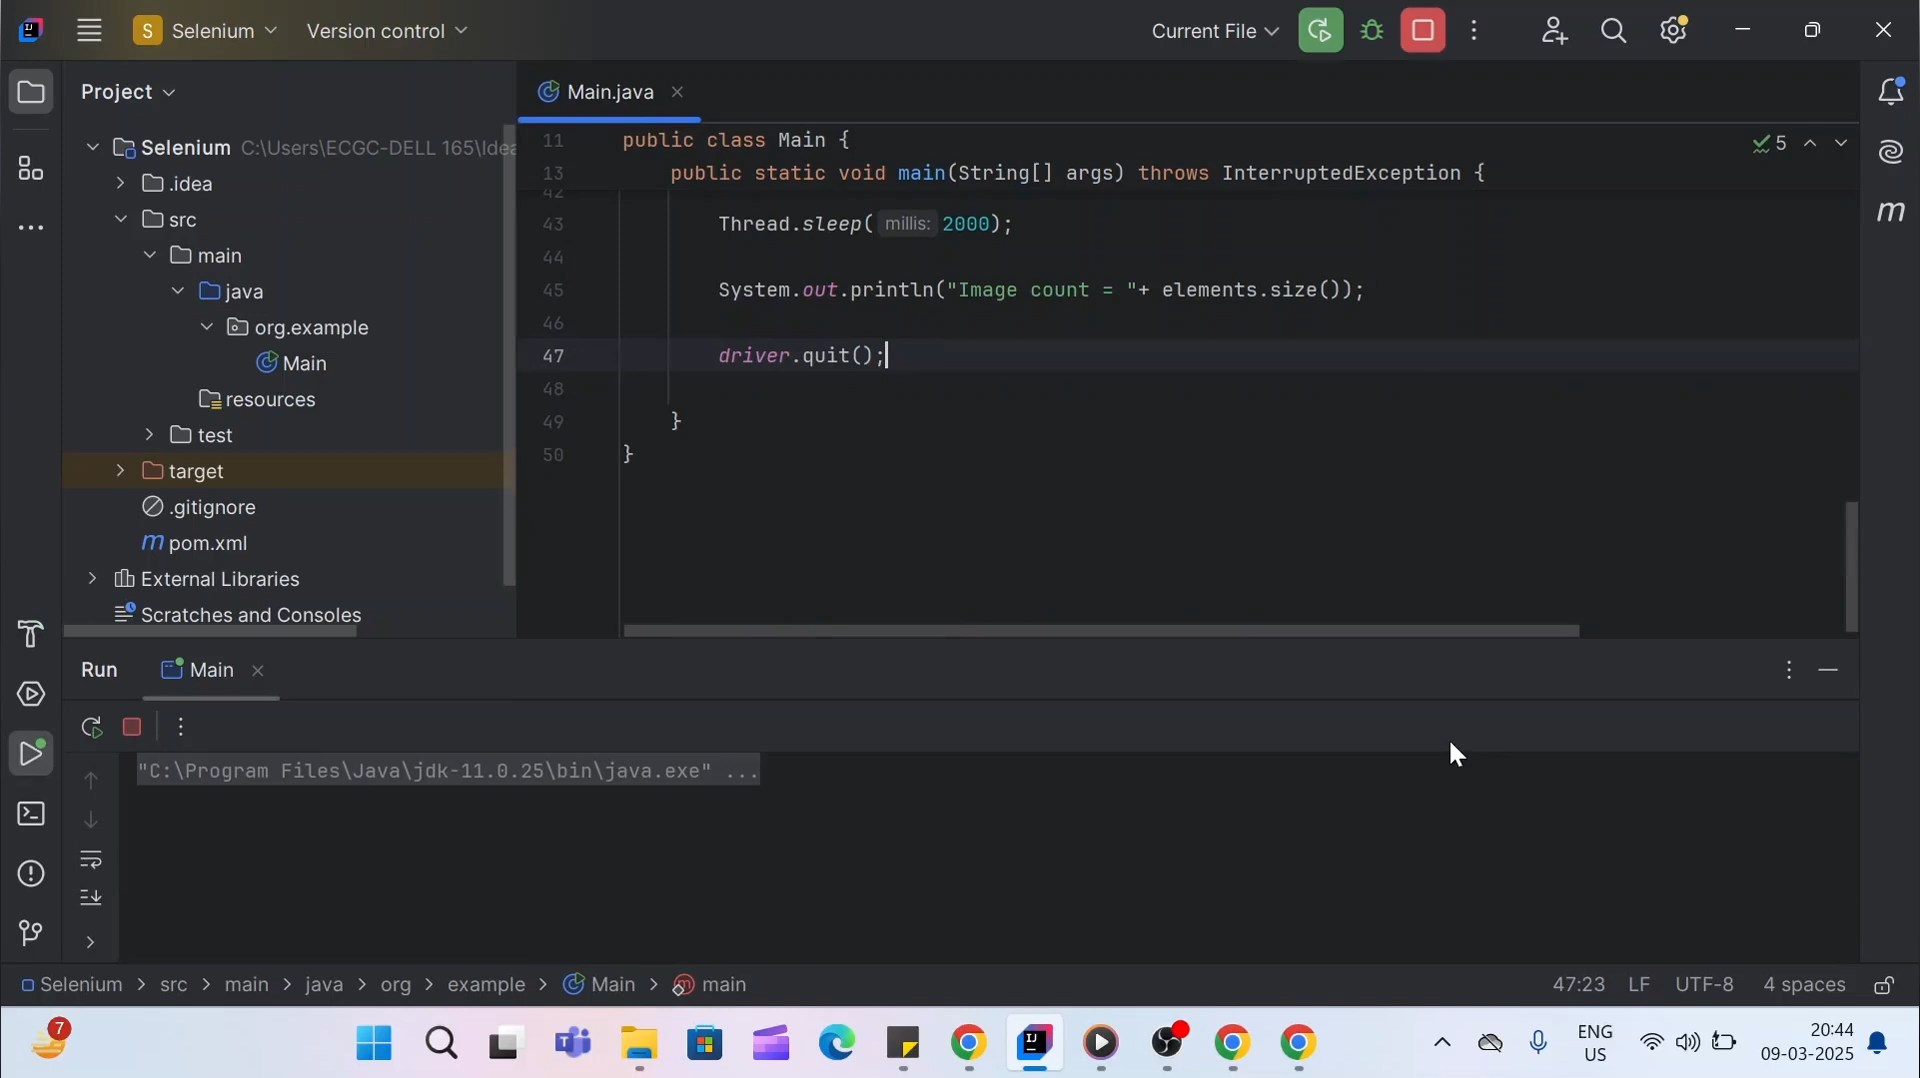 S Selenium Version control Current File
Project
Main.java
Selenium C:\Users\ECGC-DELL 165\Idea
.idea
src
main
java
org.example
Main
resources
test
target
.gitignore
pom.xml
External Libraries
Scratches and Consoles
11 public class Main {
13 public static void main(String[] args) throws InterruptedException {
42
43 Thread.sleep( millis: 2000);
44
45 System.out.println("Image count = "+ elements.size());
46
47 driver.quit();
48
49 }
50 }
5
m
Run Main
"C:\Program Files\Java\jdk-11.0.25\bin\java.exe" ...
Selenium > src > main > java > org > example > Main > main 47:23 LF UTF-8 4 spaces
7
ENG
US
20:44
09-03-2025